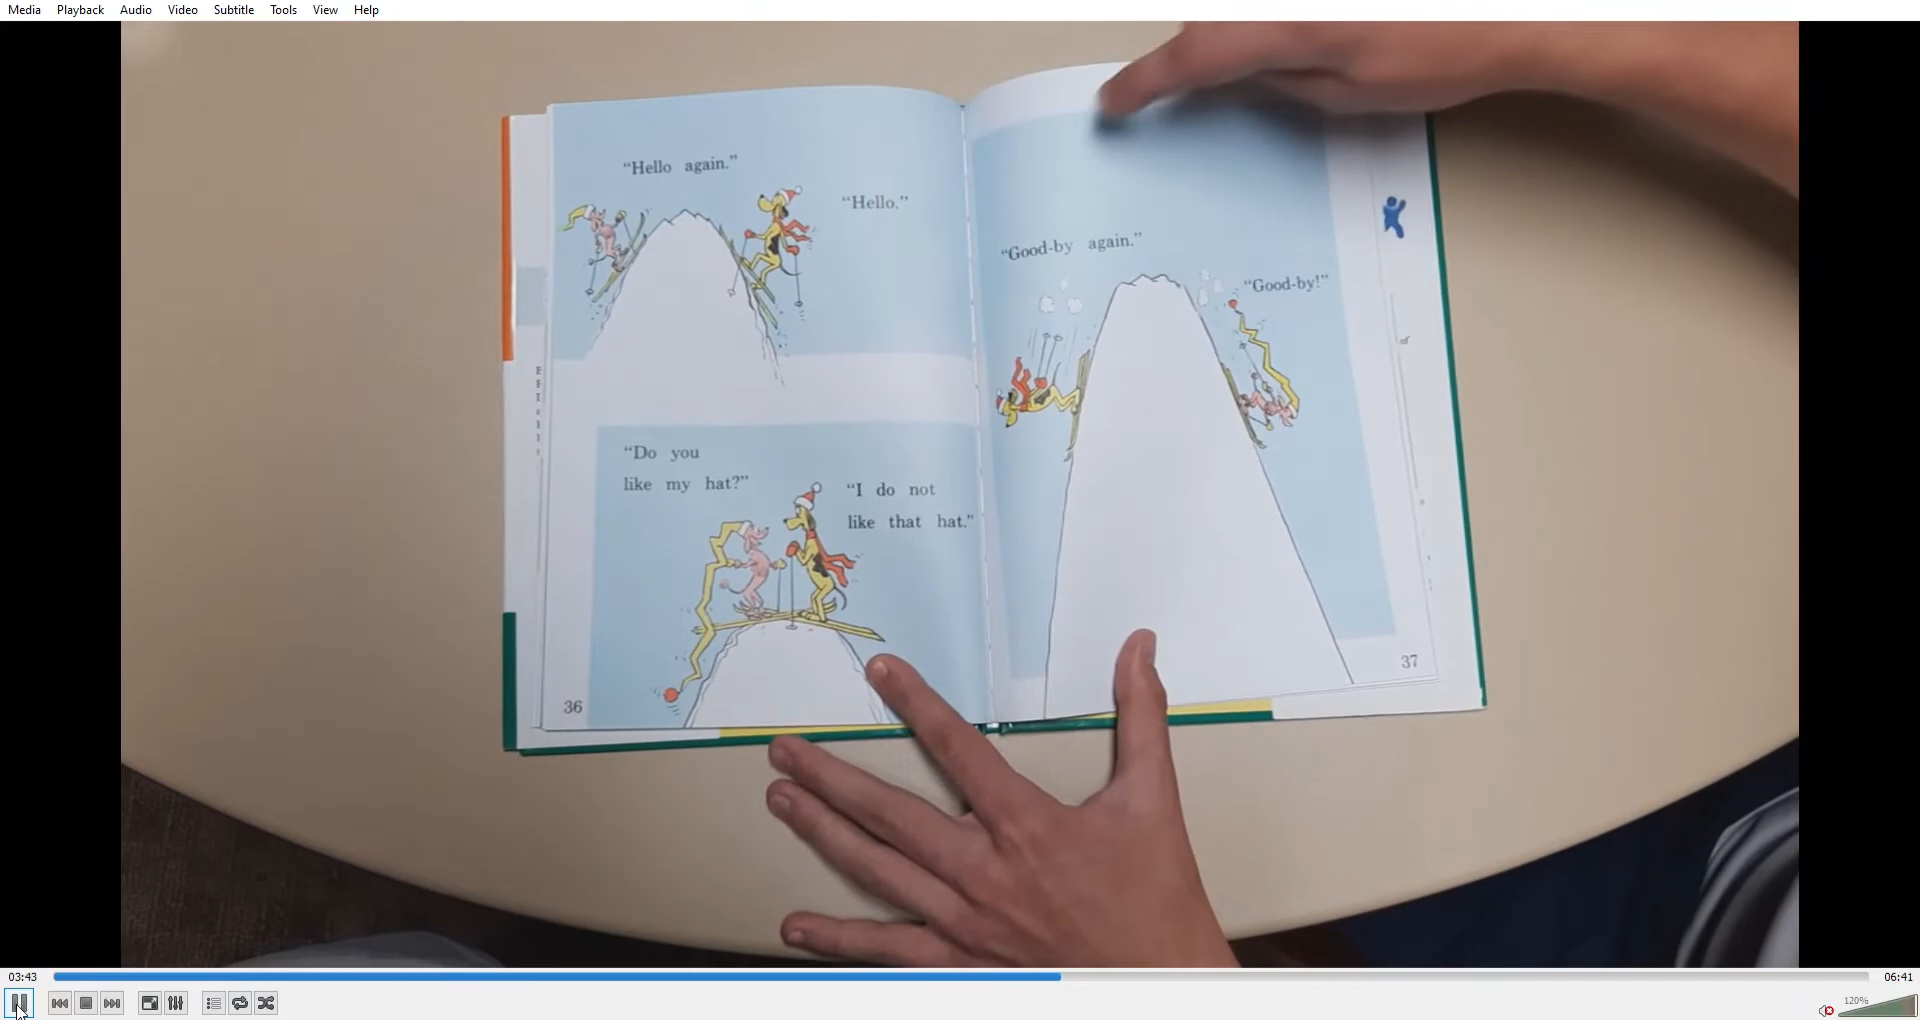 Media Playback Audio Video Subtitle Tools View Help
“Hello again.”
“Hello.”
“Do you
like my hat?”
“I do not
like that hat.”
36
“Good-by again.”
“Good-by!”
37
03:43
06:41
120%